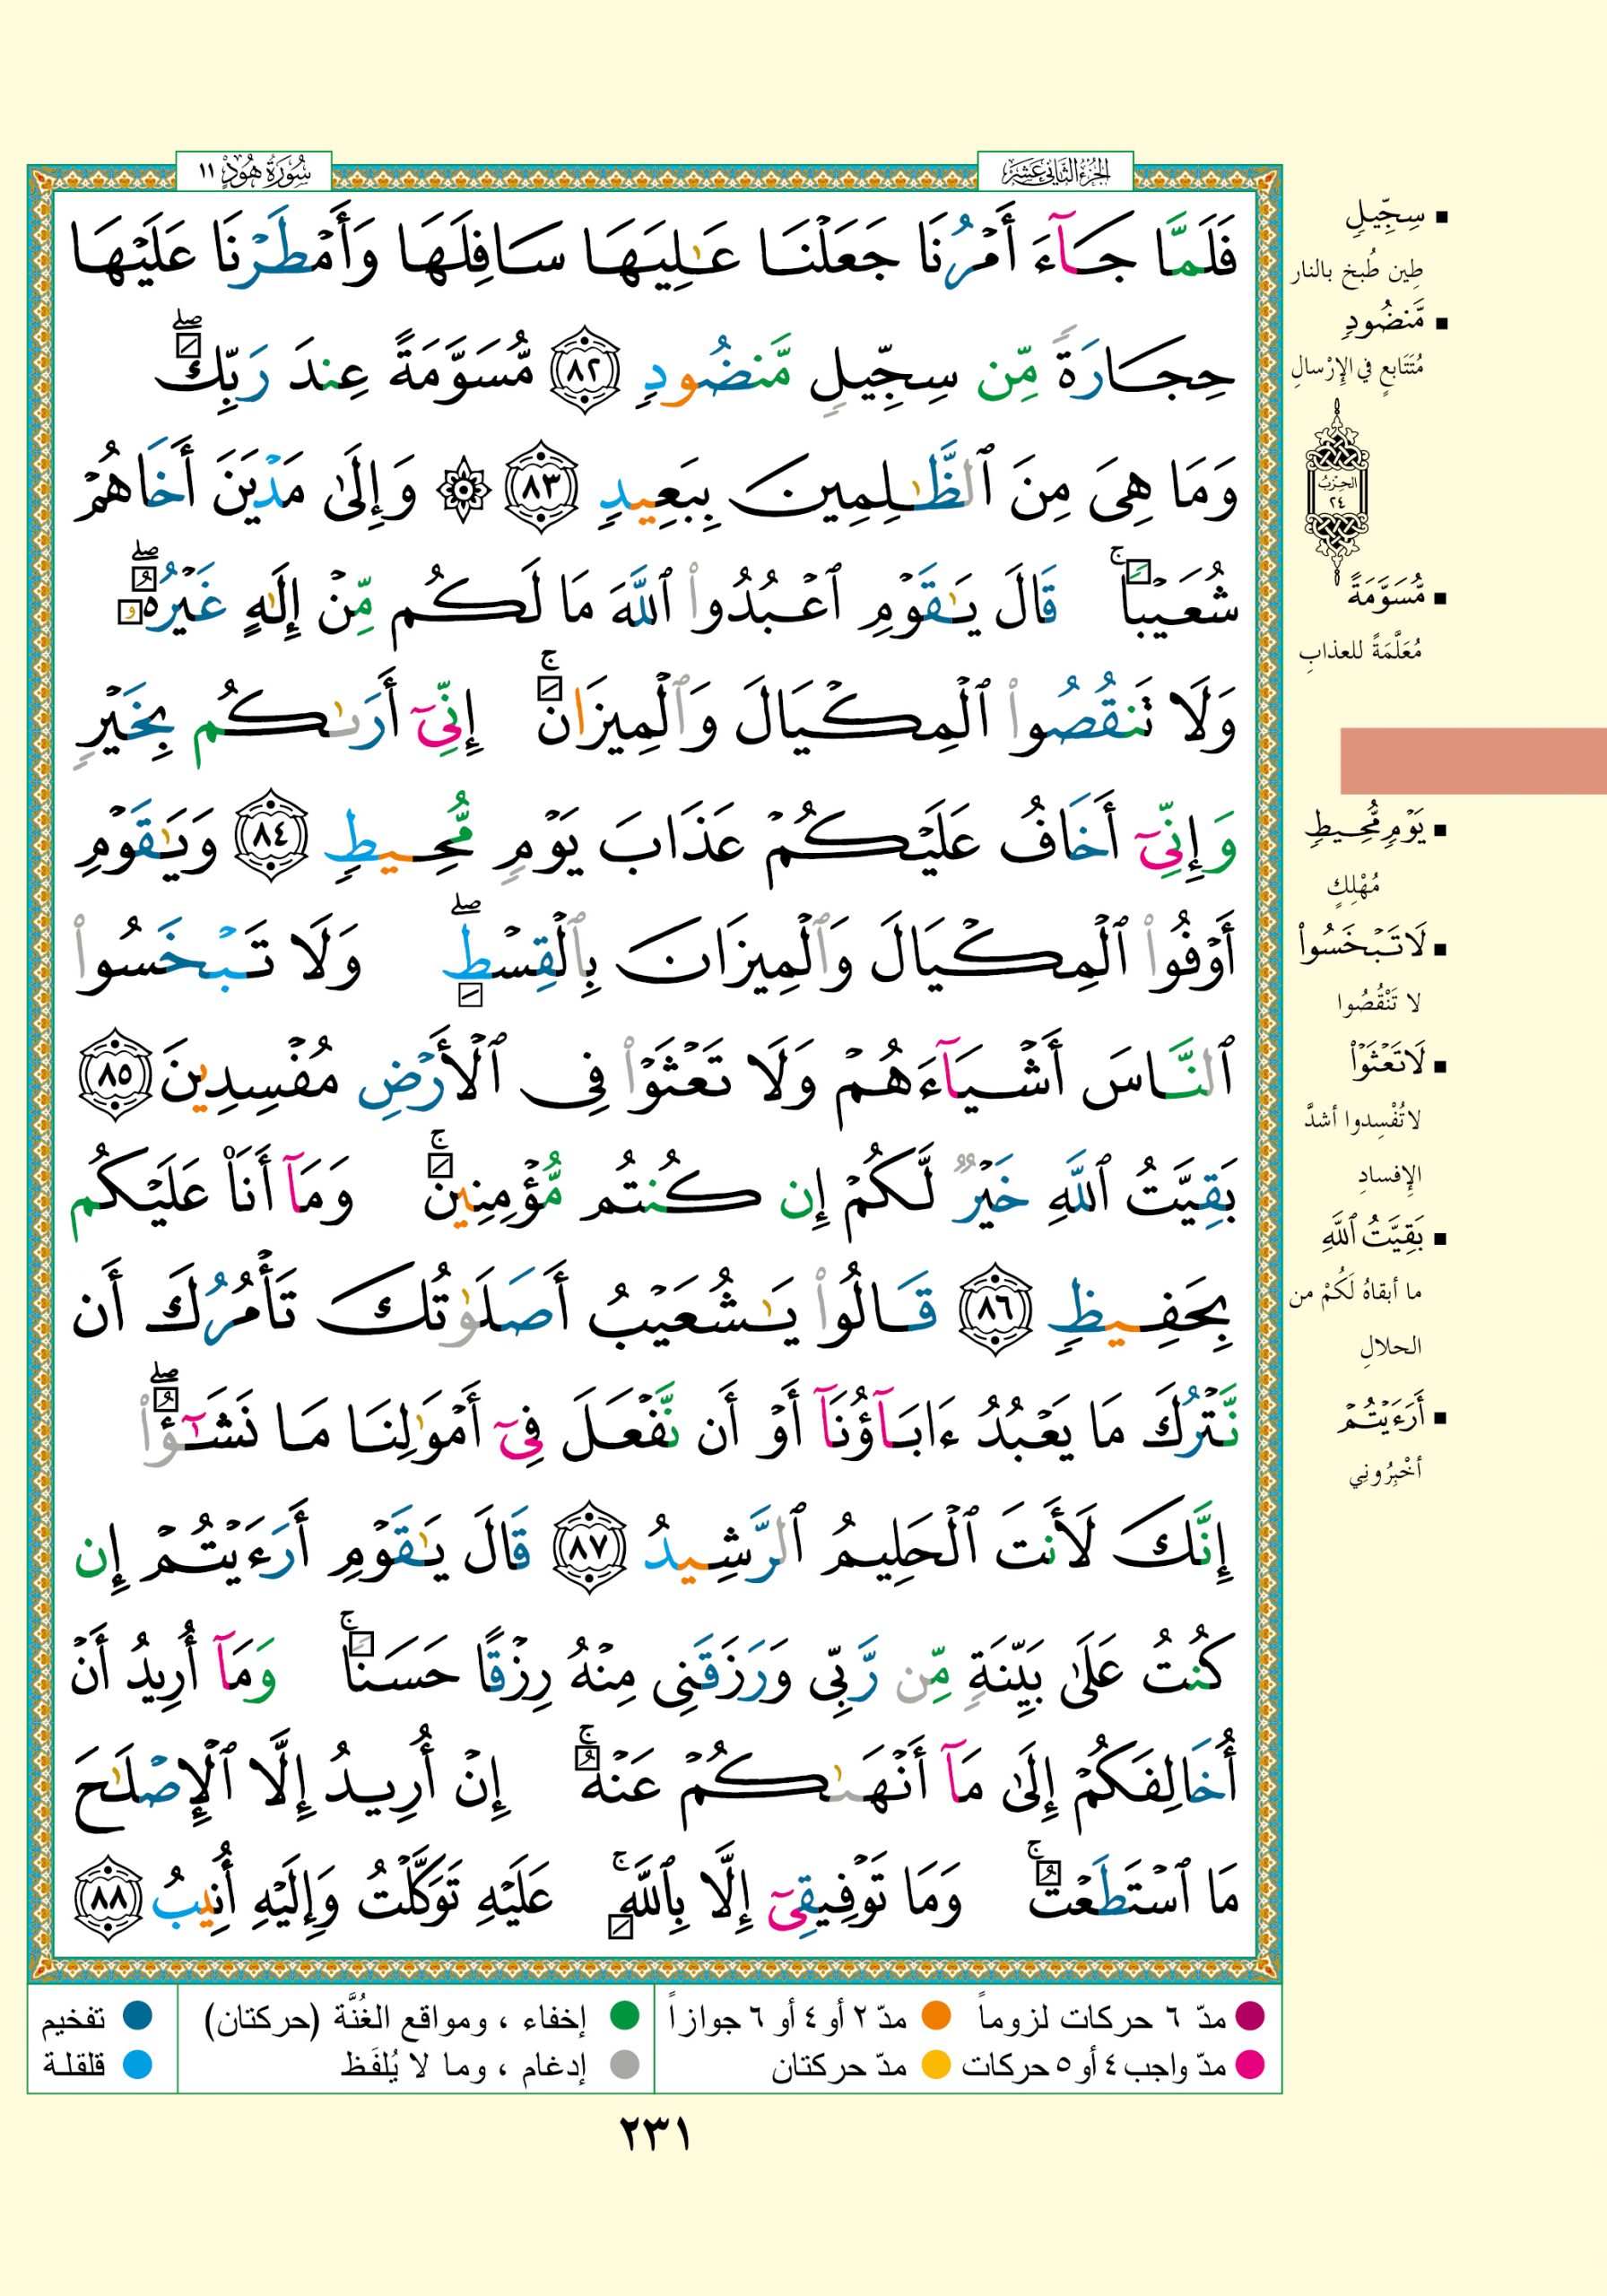 الجزء الثاني عشر
سورة هود ١١
فَلَمَّا جَآءَ أَمْرُنَا جَعَلْنَا عَٰلِيَهَا سَافِلَهَا وَأَمْطَرْنَا عَلَيْهَا
حِجَارَةً مِّن سِجِّيلٍ مَّنضُودٍ ٨٢ مُّسَوَّمَةً عِندَ رَبِّكَ ۖ
وَمَا هِىَ مِنَ ٱلظَّٰلِمِينَ بِبَعِيدٍ ٨٣ ۞ وَإِلَىٰ مَدْيَنَ أَخَاهُمْ
شُعَيْبًا ۚ قَالَ يَٰقَوْمِ ٱعْبُدُوا۟ ٱللَّهَ مَا لَكُم مِّنْ إِلَٰهٍ غَيْرُهُۥ ۖ
وَلَا تَنقُصُوا۟ ٱلْمِكْيَالَ وَٱلْمِيزَانَ ۚ إِنِّىٓ أَرَىٰكُم بِخَيْرٍ
وَإِنِّىٓ أَخَافُ عَلَيْكُمْ عَذَابَ يَوْمٍ مُّحِيطٍ ٨٤ وَيَٰقَوْمِ
أَوْفُوا۟ ٱلْمِكْيَالَ وَٱلْمِيزَانَ بِٱلْقِسْطِ ۖ وَلَا تَبْخَسُوا۟
ٱلنَّاسَ أَشْيَآءَهُمْ وَلَا تَعْثَوْا۟ فِى ٱلْأَرْضِ مُفْسِدِينَ ٨٥
بَقِيَّتُ ٱللَّهِ خَيْرٌ لَّكُمْ إِن كُنتُم مُّؤْمِنِينَ ۚ وَمَآ أَنَا۠ عَلَيْكُم
بِحَفِيظٍ ٨٦ قَالُوا۟ يَٰشُعَيْبُ أَصَلَوٰتُكَ تَأْمُرُكَ أَن
نَّتْرُكَ مَا يَعْبُدُ ءَابَآؤُنَآ أَوْ أَن نَّفْعَلَ فِىٓ أَمْوَٰلِنَا مَا نَشَٰٓؤُا۟ ۖ
إِنَّكَ لَأَنتَ ٱلْحَلِيمُ ٱلرَّشِيدُ ٨٧ قَالَ يَٰقَوْمِ أَرَءَيْتُمْ إِن
كُنتُ عَلَىٰ بَيِّنَةٍ مِّن رَّبِّى وَرَزَقَنِى مِنْهُ رِزْقًا حَسَنًا ۚ وَمَآ أُرِيدُ أَنْ
أُخَالِفَكُمْ إِلَىٰ مَآ أَنْهَىٰكُمْ عَنْهُ ۚ إِنْ أُرِيدُ إِلَّا ٱلْإِصْلَٰحَ
مَا ٱسْتَطَعْتُ ۚ وَمَا تَوْفِيقِىٓ إِلَّا بِٱللَّهِ ۚ عَلَيْهِ تَوَكَّلْتُ وَإِلَيْهِ أُنِيبُ ٨٨
سِجِّيلٍ
طِين طُبخ بالنار
مَّنضُودٍ
مُتَتَابعٍ في الإِرْسالِ
الحزب
٢٤
مُّسَوَّمَةً
مُعَلَّمَةً للعذابِ
يَوْمٍ مُّحِيطٍ
مُهْلِكٍ
لَا تَبْخَسُوا۟
لا تَنْقُصُوا
لَا تَعْثَوْا۟
لا تُفْسِدوا أشدَّ
الإِفسادِ
بَقِيَّتُ ٱللَّهِ
ما أبقاهُ لَكُمْ من
الحلالِ
أَرَءَيْتُمْ
أخْبِرُوني
مدّ ٦ حركات لزوماً
مدّ ٢ أو ٤ أو ٦ جوازاً
إخفاء ، ومواقع الغُنَّة (حركتان)
تفخيم
مدّ واجب ٤ أو ٥ حركات
مدّ حركتان
إدغام ، وما لا يُلفَظ
قلقلة
٢٣١